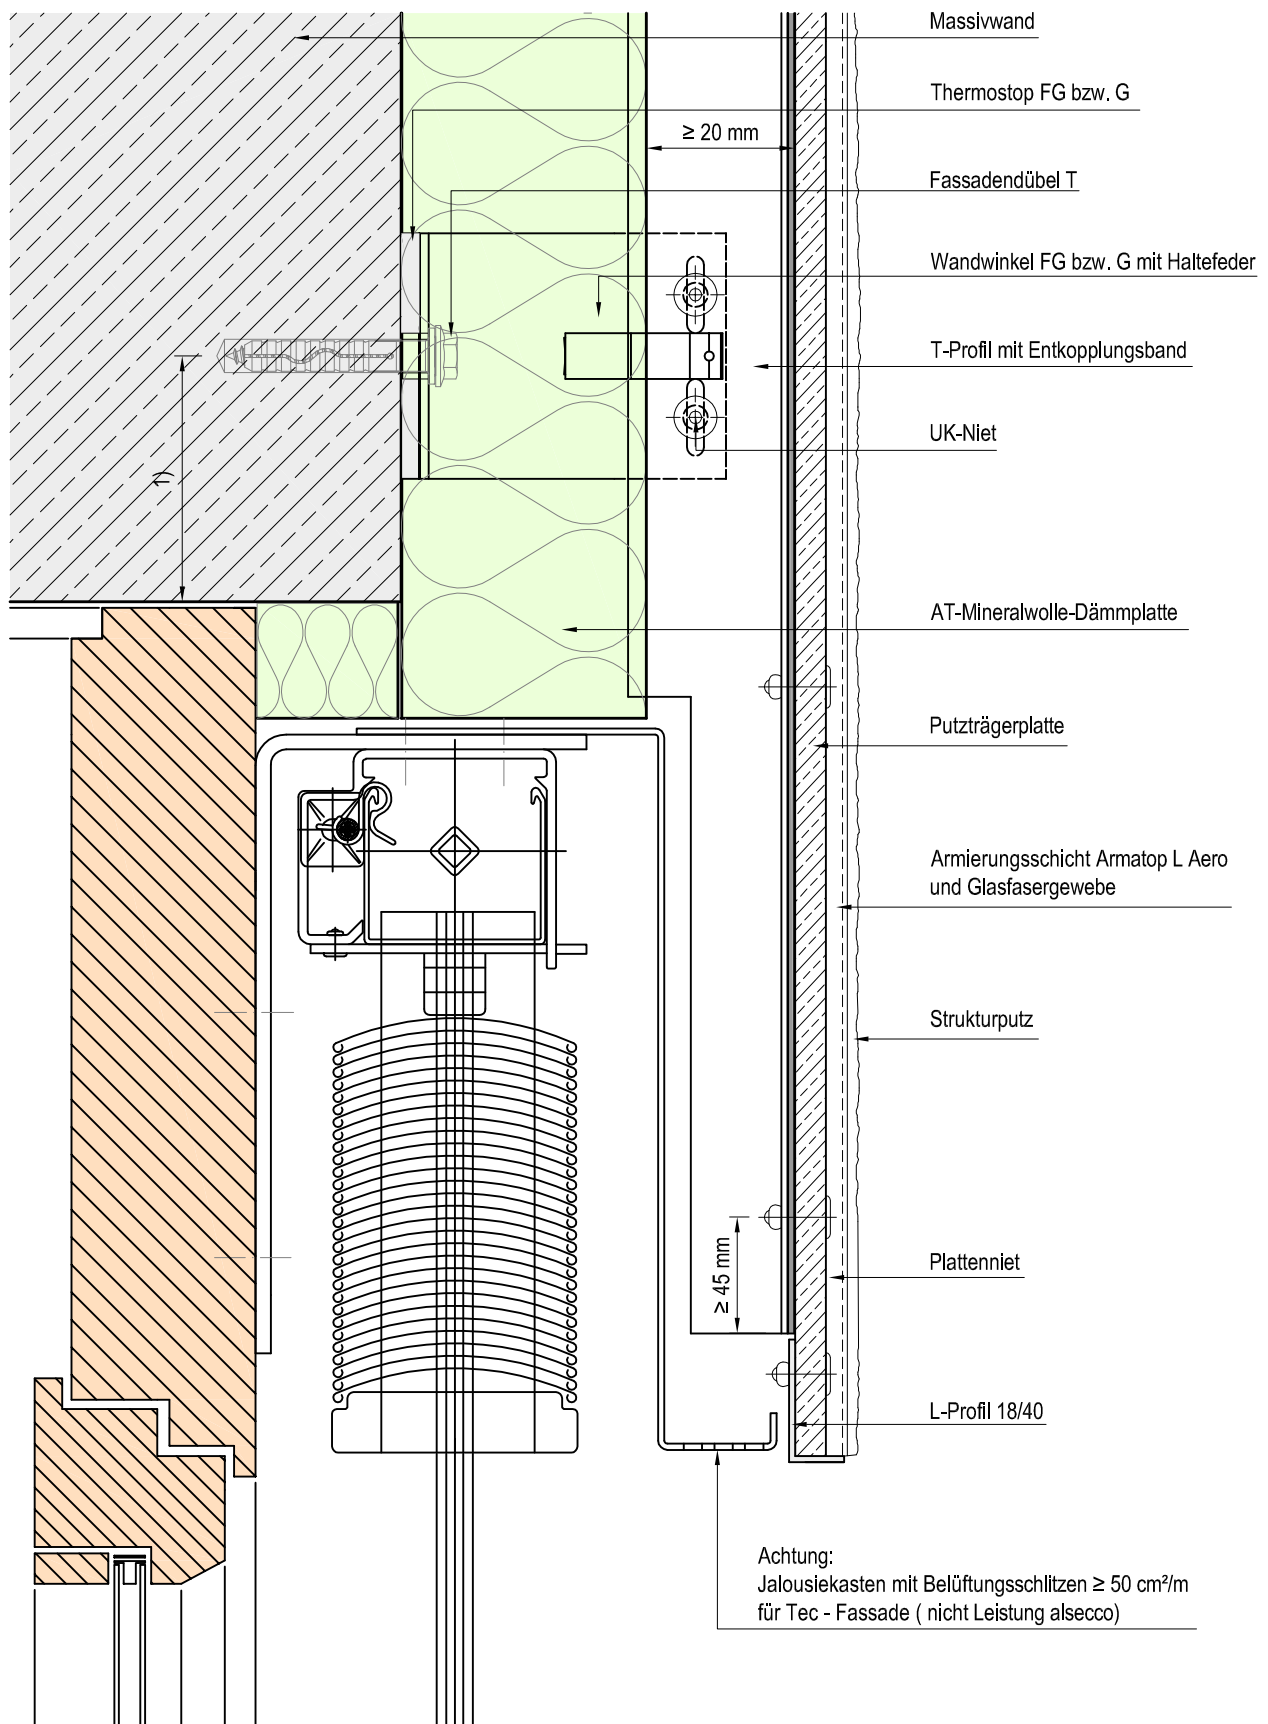 Massivwand
Thermostop FG bzw. G
≥ 20 mm
Fassadendübel T
Wandwinkel FG bzw. G mit Haltefeder
T-Profil mit Entkopplungsband
UK-Niet
1)
AT-Mineralwolle-Dämmplatte
Putzträgerplatte
Armierungsschicht Armatop L Aero
und Glasfasergewebe
Strukturputz
≥ 45 mm
Plattenniet
L-Profil 18/40
Achtung:
Jalousiekasten mit Belüftungsschlitzen ≥ 50 cm²/m
für Tec - Fassade ( nicht Leistung alsecco)